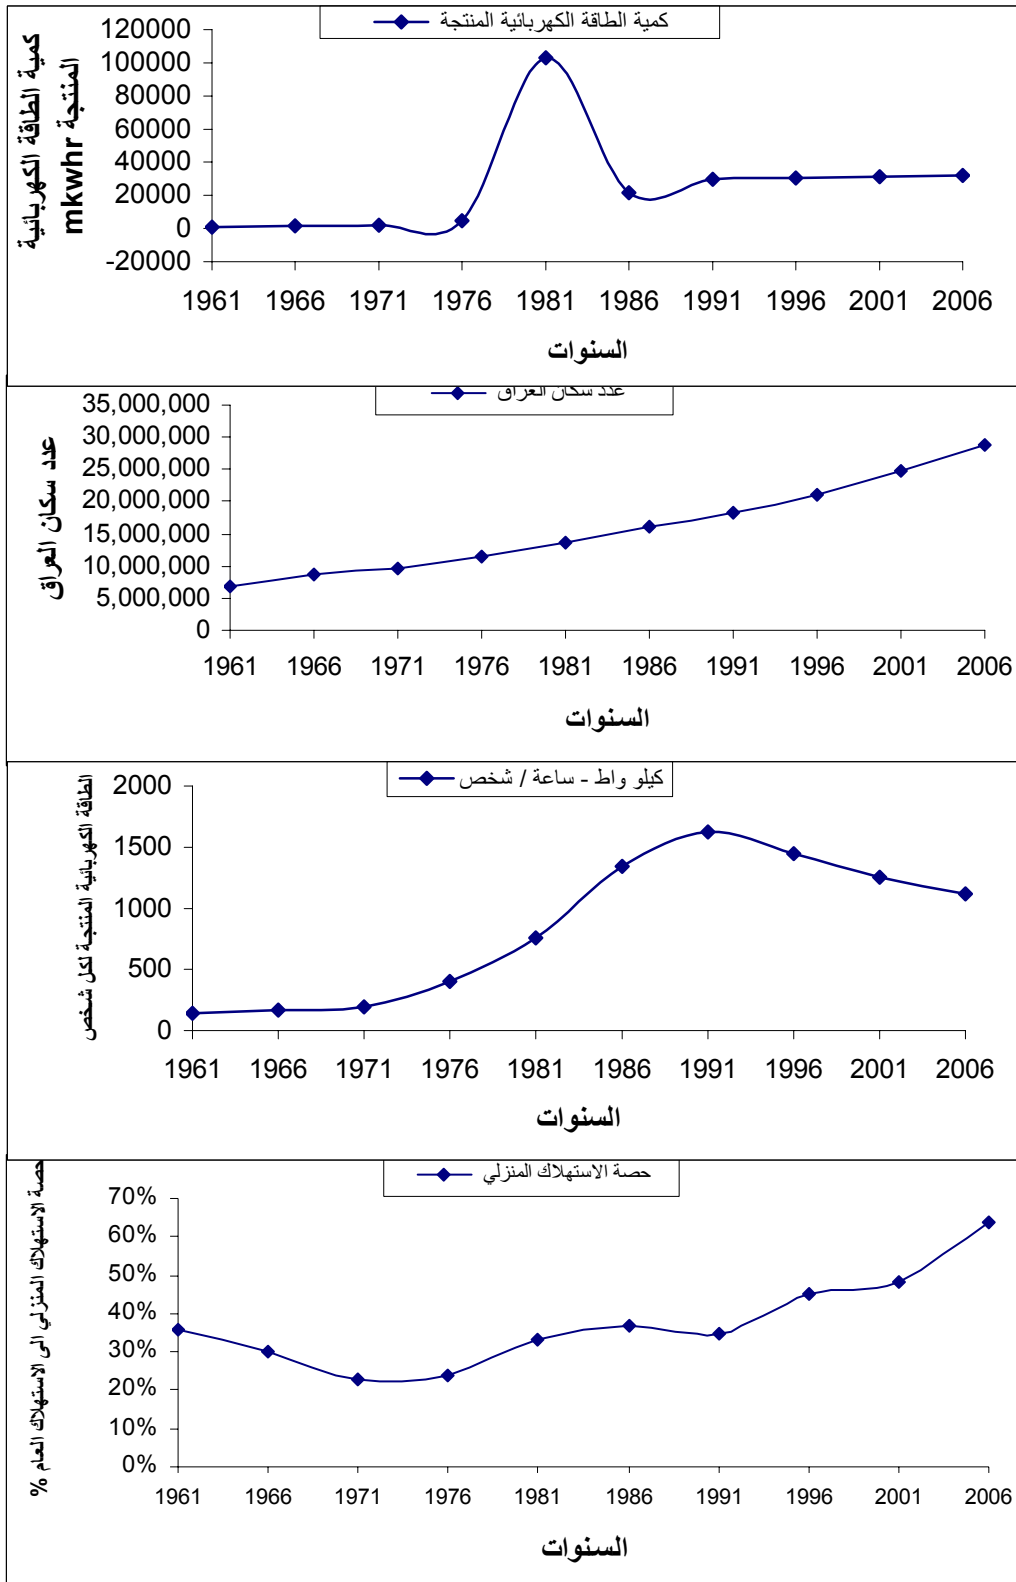 كمية الطاقة الكهربائية المنتجة
كمية الطاقة الكهربائية
المنتجة mkwhr
120000
100000
80000
60000
40000
20000
0
-20000
1961 1966 1971 1976 1981 1986 1991 1996 2001 2006
السنوات
عدد سكان العراق
عدد سكان العراق
35,000,000
30,000,000
25,000,000
20,000,000
15,000,000
10,000,000
5,000,000
0
1961 1966 1971 1976 1981 1986 1991 1996 2001 2006
السنوات
كيلو واط - ساعة / شخص
الطاقة الكهربائية المنتجة لكل شخص
2000
1500
1000
500
0
1961 1966 1971 1976 1981 1986 1991 1996 2001 2006
السنوات
حصة الاستهلاك المنزلي
حصة الاستهلاك المنزلي الى الاستهلاك العام %
70%
60%
50%
40%
30%
20%
10%
0%
1961 1966 1971 1976 1981 1986 1991 1996 2001 2006
السنوات